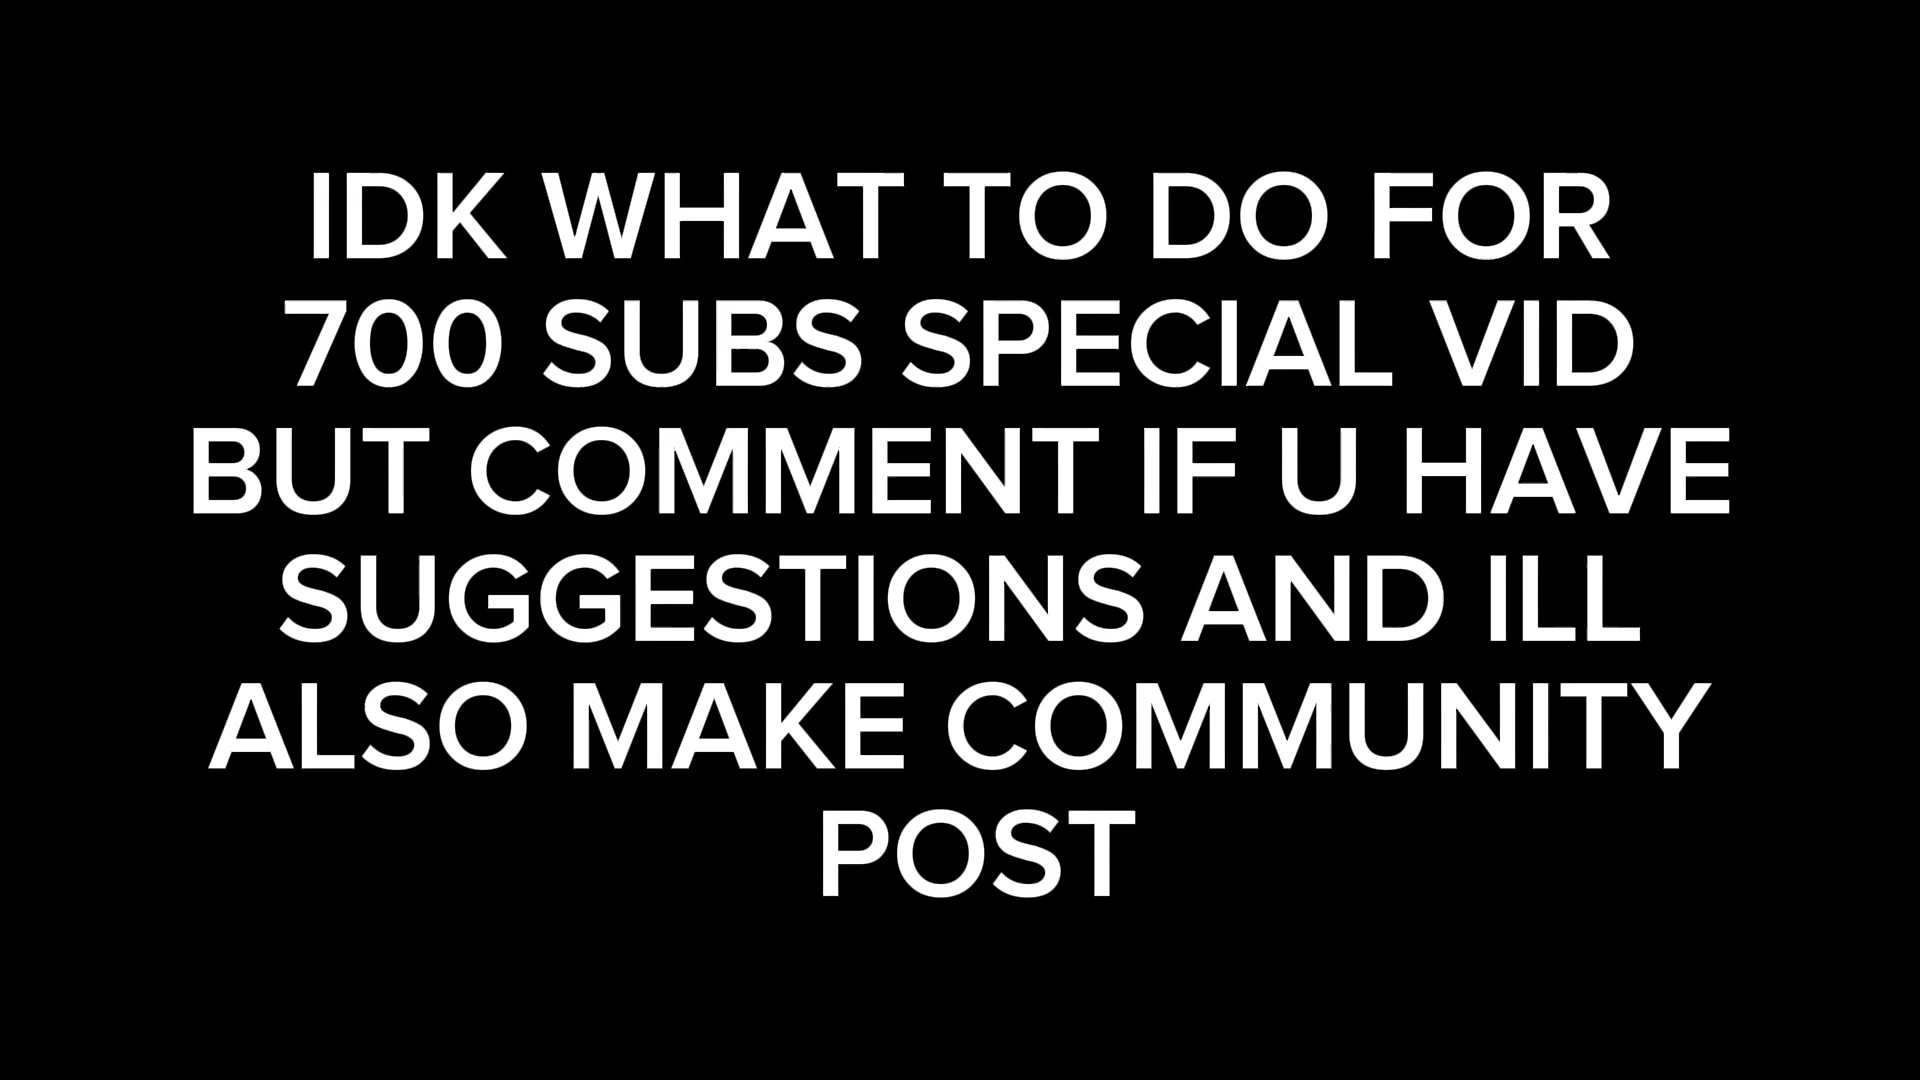 IDK WHAT TO DO FOR
700 SUBS SPECIAL VID
BUT COMMENT IF U HAVE
SUGGESTIONS AND ILL
ALSO MAKE COMMUNITY
POST